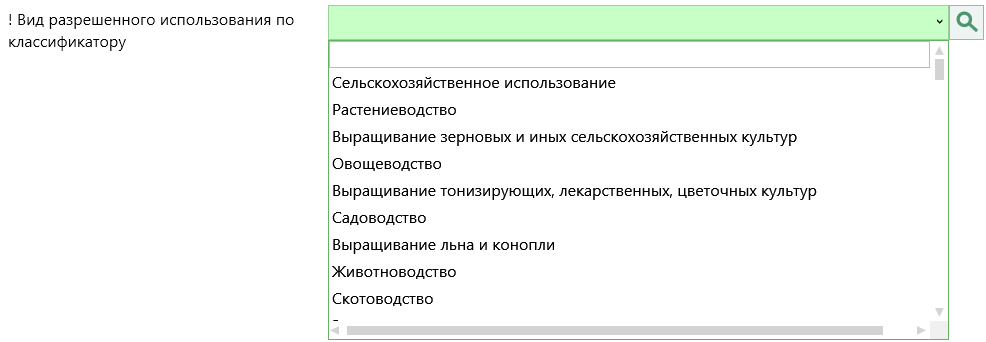 ! Вид разрешенного использования по
классификатору
Сельскохозяйственное использование
Растениеводство
Выращивание зерновых и иных сельскохозяйственных культур
Овощеводство
Выращивание тонизирующих, лекарственных, цветочных культур
Садоводство
Выращивание льна и конопли
Животноводство
Скотоводство